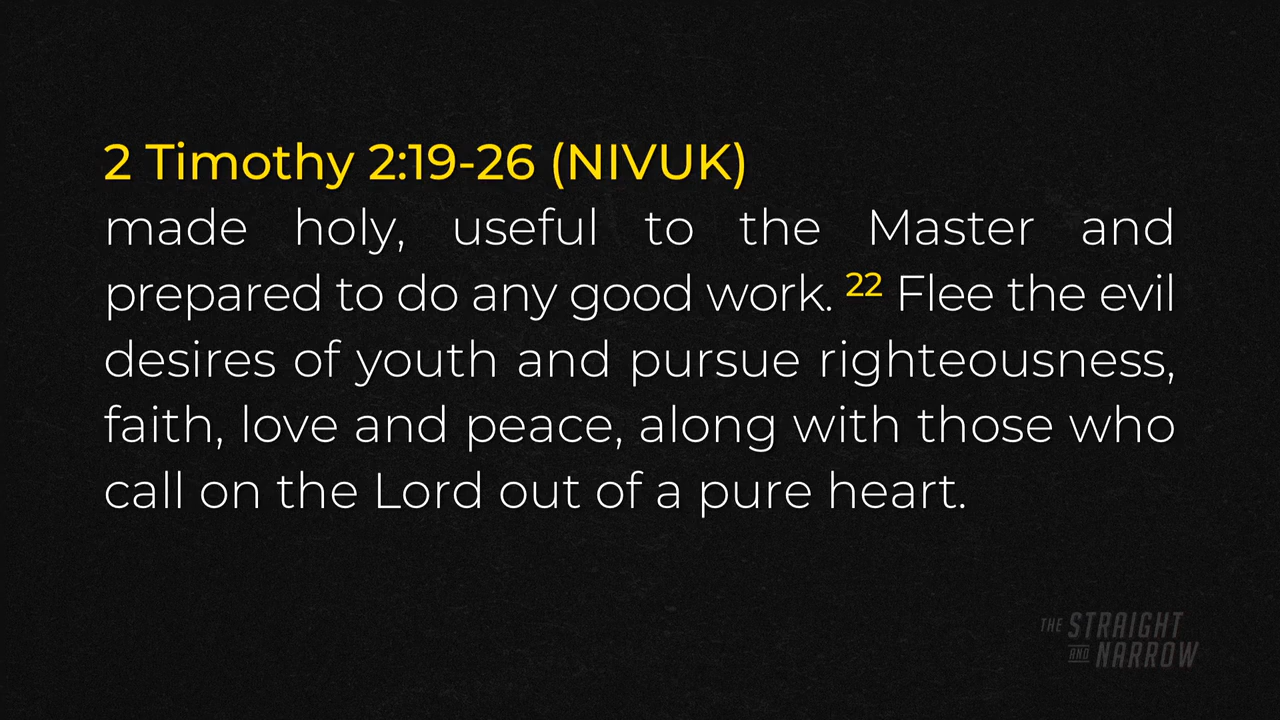 2 Timothy 2:19-26 (NIVUK)
made holy, useful to the Master and
prepared to do any good work. 22 Flee the evil
desires of youth and pursue righteousness,
faith, love and peace, along with those who
call on the Lord out of a pure heart.
THE STRAIGHT
AND NARROW